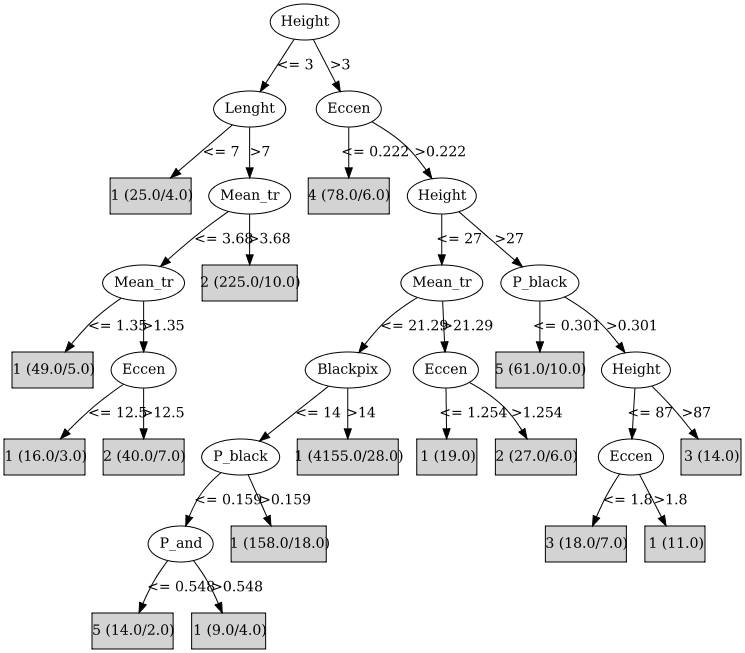 Height
<= 3 >3
Lenght Eccen
<= 7 >7 <= 0.222 >0.222
1 (25.0/4.0) Mean_tr 4 (78.0/6.0) Height
<= 3.68 >3.68 <= 27 >27
Mean_tr 2 (225.0/10.0) Mean_tr P_black
<= 1.35 >1.35 <= 21.29 >21.29 <= 0.301 >0.301
1 (49.0/5.0) Eccen Blackpix Eccen 5 (61.0/10.0) Height
<= 12.5 >12.5 <= 14 >14 <= 1.254 >1.254 <= 87 >87
1 (16.0/3.0) 2 (40.0/7.0) P_black 1 (4155.0/28.0) 1 (19.0) 2 (27.0/6.0) Eccen 3 (14.0)
<= 0.159 >0.159 <= 1.8 >1.8
P_and 1 (158.0/18.0) 3 (18.0/7.0) 1 (11.0)
<= 0.548 >0.548
5 (14.0/2.0) 1 (9.0/4.0)